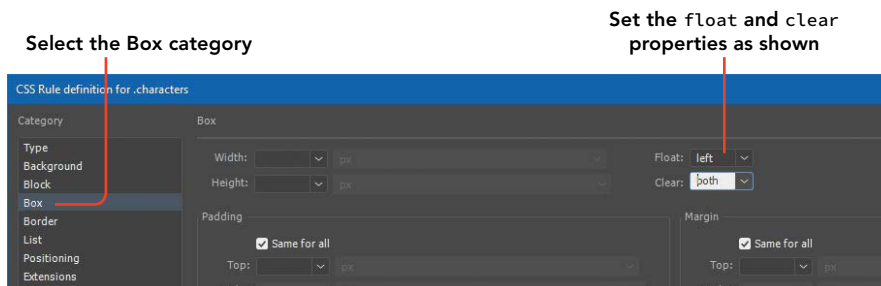 Set the float and clear
Select the Box category
properties as shown
CSS Rule definition for .characters
Category
Box
Type
Background
Block
Box
Border
List
Positioning
Extensions
Width:
px
Float:
left
Height:
px
Clear:
both
Padding
Margin
Same for all
Same for all
Top:
px
Top:
px